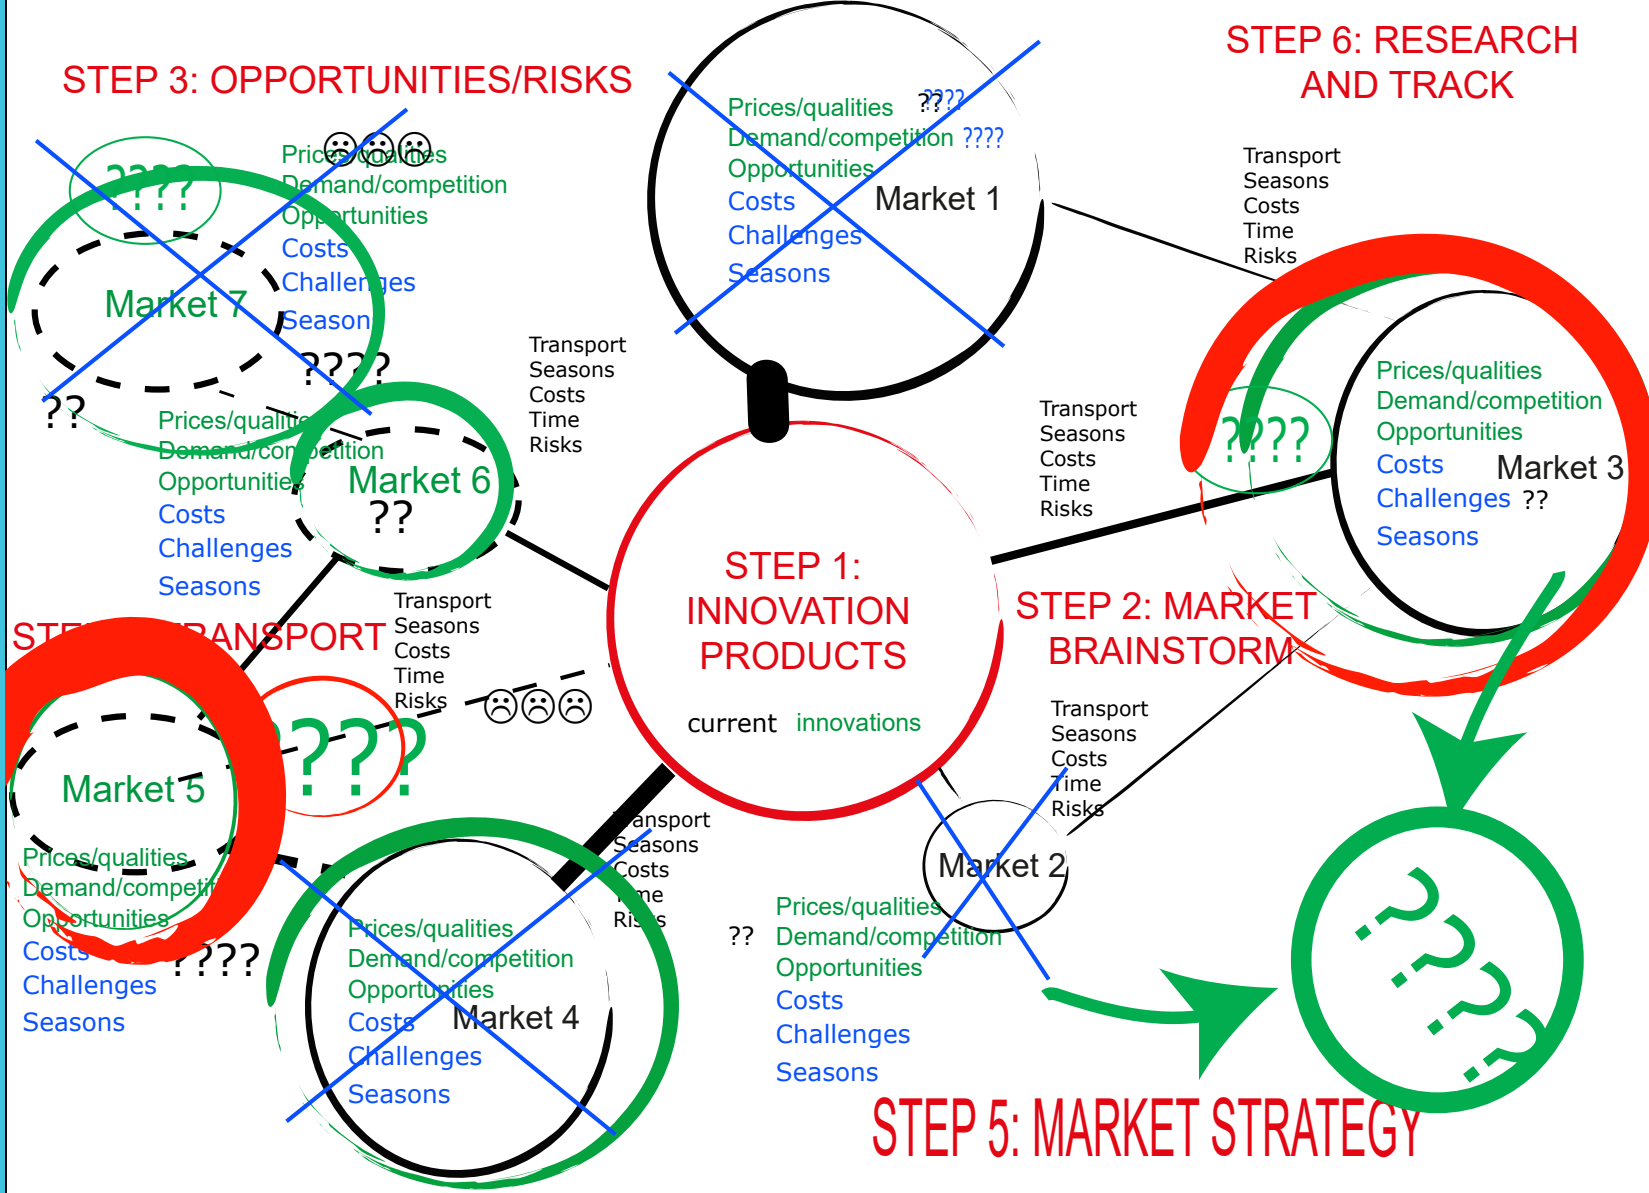 STEP 3: OPPORTUNITIES/RISKS
????
Prices/qualities
Demand/competition
Opportunities
Costs
Challenges
Season
Market 7
????
??
Prices/qualities ??????
Demand/competition ????
Opportunities
Costs
Market 1
Challenges
Seasons
STEP 6: RESEARCH
AND TRACK
Transport
Seasons
Costs
Time
Risks
Transport
Seasons
Costs
Time
Risks
Prices/qualities
Demand/competition
Opportunities
Costs
Challenges
Seasons
Market 6
??
Transport
Seasons
Costs
Time
Risks
????
Prices/qualities
Demand/competition
Opportunities
Costs
Market 3
Challenges ??
Seasons
STEP 1:
INNOVATION
PRODUCTS
current innovations
STEP 2: MARKET
BRAINSTORM
TRANSPORT
Transport
Seasons
Costs
Time
Risks
????
Market 5
Prices/qualities
Demand/competiti
Opportunities
Costs
Challenges
Seasons
????
Transport
Seasons
Costs
Time
Risks
Prices/qualities
Demand/competition
Opportunities
Costs
Market 4
Challenges
Seasons
Transport
Seasons
Costs
Time
Risks
Market 2
Prices/qualities
?? Demand/competition
Opportunities
Costs
Challenges
Seasons
????
STEP 5: MARKET STRATEGY